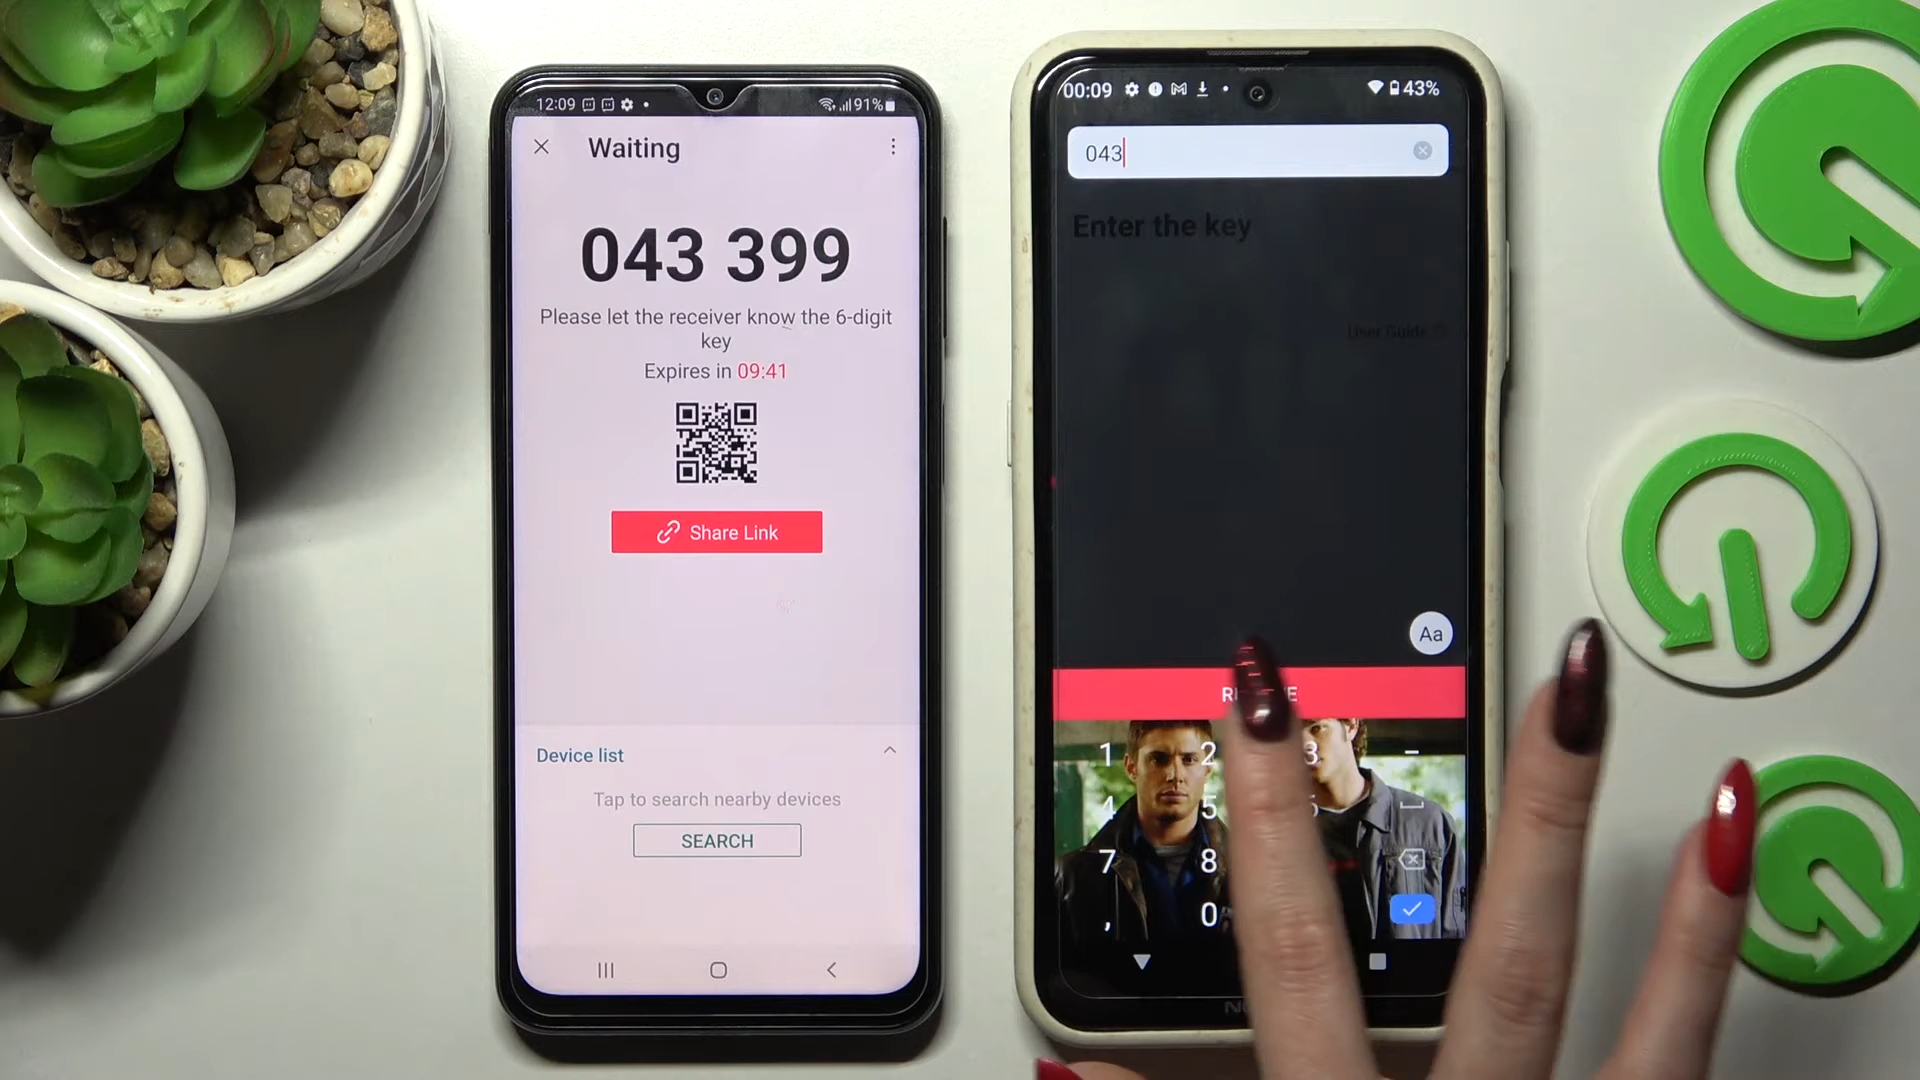 12:09
91%
Waiting
043 399
Please let the receiver know the 6-digit
key
Expires in 09:41
Share Link
Device list
Tap to search nearby devices
SEARCH
00:09
43%
043
Enter the key
User Guide
Aa
1 2 3 -
4 5
7 8
, 0